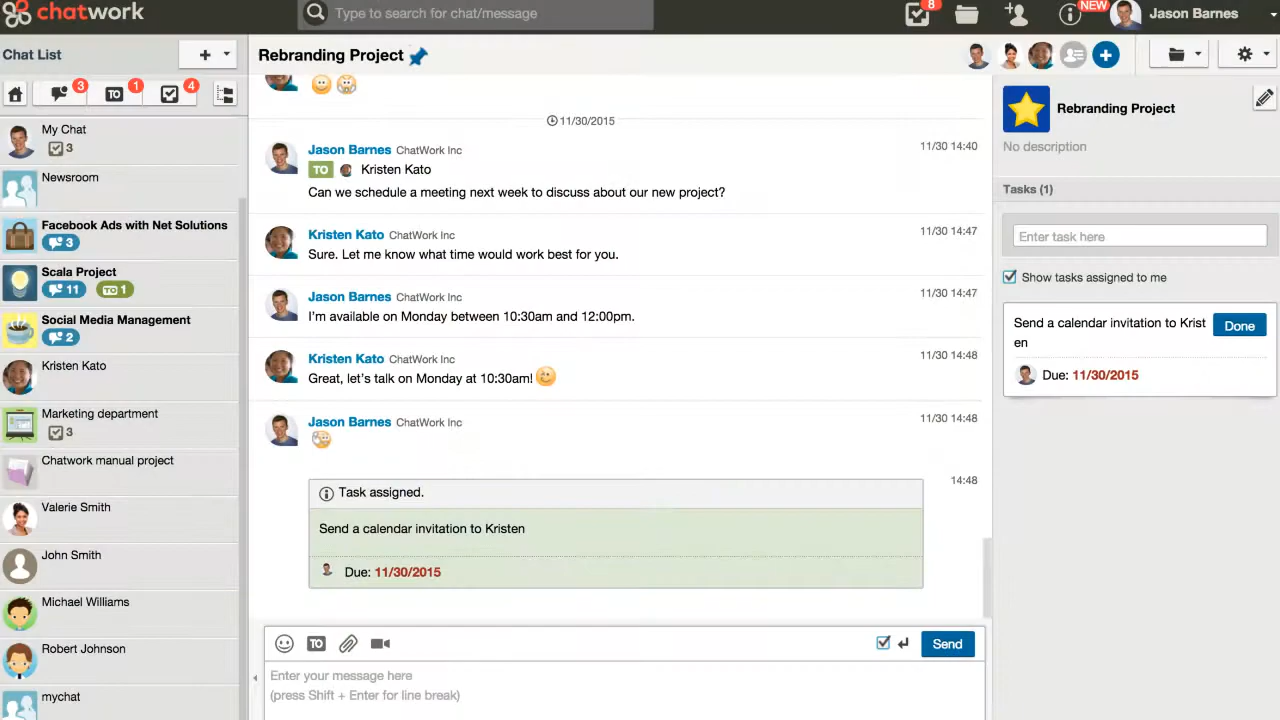 chatwork
Type to search for chat/message
8
NEW
Jason Barnes
Chat List
+
3
TO
1
4
My Chat
3
Newsroom
Facebook Ads with Net Solutions
3
Scala Project
11
TO 1
Social Media Management
2
Kristen Kato
Marketing department
3
Chatwork manual project
Valerie Smith
John Smith
Michael Williams
Robert Johnson
mychat
Rebranding Project
11/30/2015
Jason Barnes ChatWork Inc
11/30 14:40
TO Kristen Kato
Can we schedule a meeting next week to discuss about our new project?
Kristen Kato ChatWork Inc
11/30 14:47
Sure. Let me know what time would work best for you.
Jason Barnes ChatWork Inc
11/30 14:47
I'm available on Monday between 10:30am and 12:00pm.
Kristen Kato ChatWork Inc
11/30 14:48
Great, let's talk on Monday at 10:30am!
Jason Barnes ChatWork Inc
11/30 14:48
14:48
Task assigned.
Send a calendar invitation to Kristen
Due: 11/30/2015
TO
Send
Enter your message here
(press Shift + Enter for line break)
Rebranding Project
No description
Tasks (1)
Enter task here
Show tasks assigned to me
Send a calendar invitation to Krist
en
Done
Due: 11/30/2015